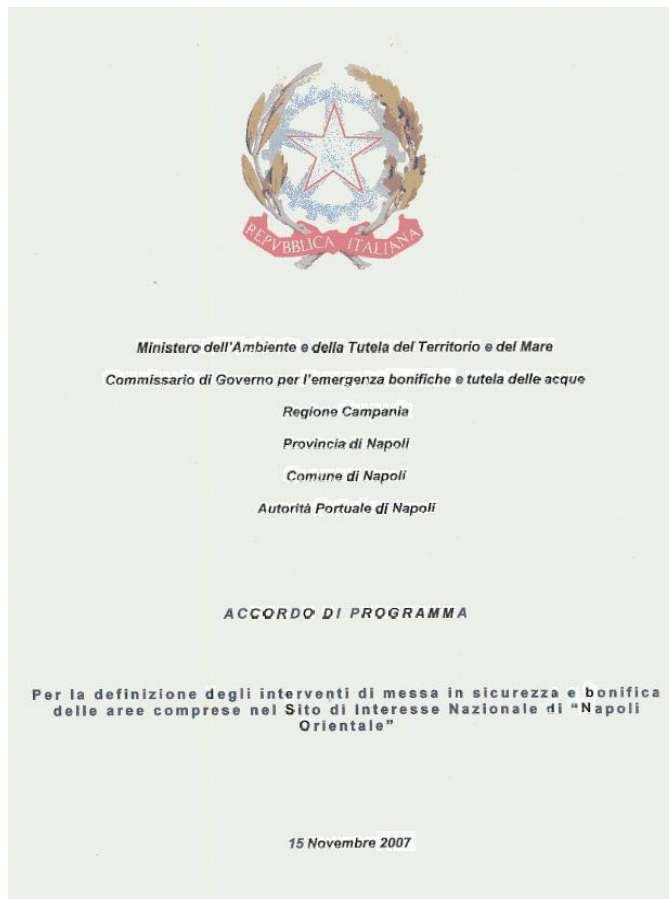 REPVBBLICA ITALIANA
Ministero dell'Ambiente e della Tutela del Territorio e del Mare
Commissario di Governo per l'emergenza bonifiche e tutela delle acque
Regione Campania
Provincia di Napoli
Comune di Napoli
Autorità Portuale di Napoli
ACCORDO DI PROGRAMMA
Per la definizione degli interventi di messa in sicurezza e bonifica
delle aree comprese nel Sito di Interesse Nazionale di “Napoli
Orientale”
15 Novembre 2007